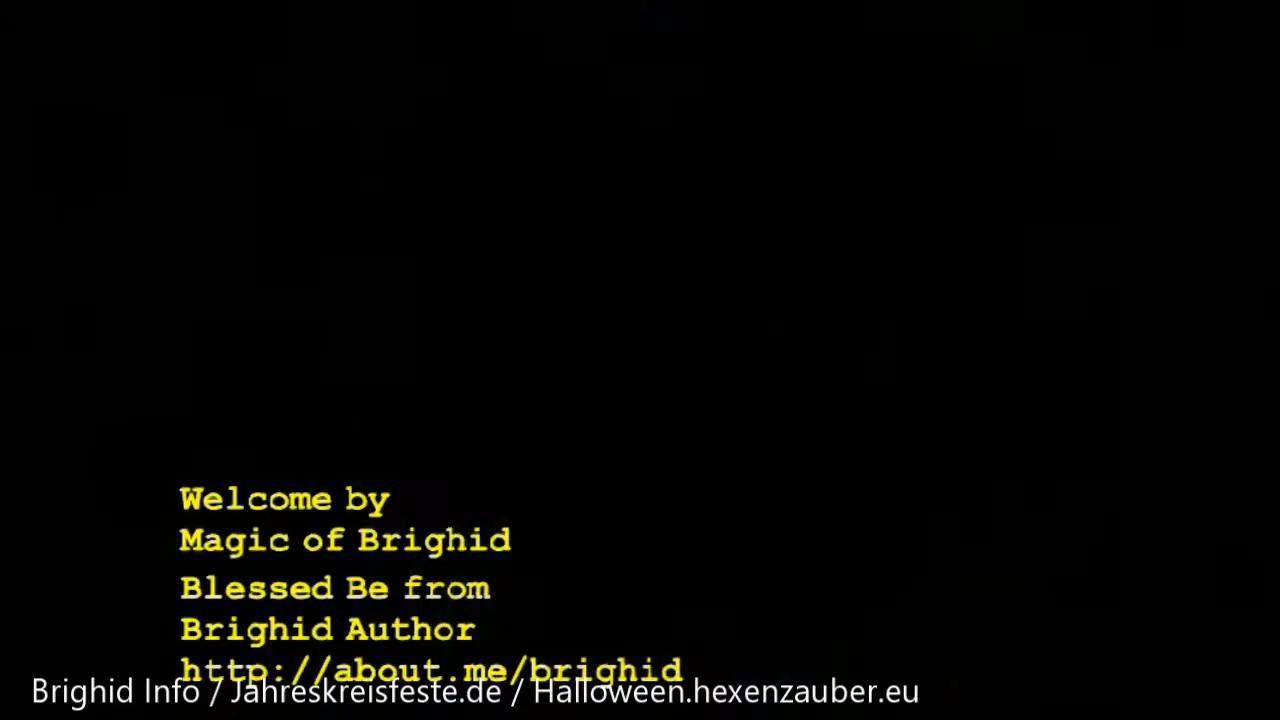 Welcome by
Magic of Brighid
Blessed Be from
Brighid Author
http://about.me/brighid
Brighid Info / Jahreskreisfeste.de / Halloween.hexenzauber.eu